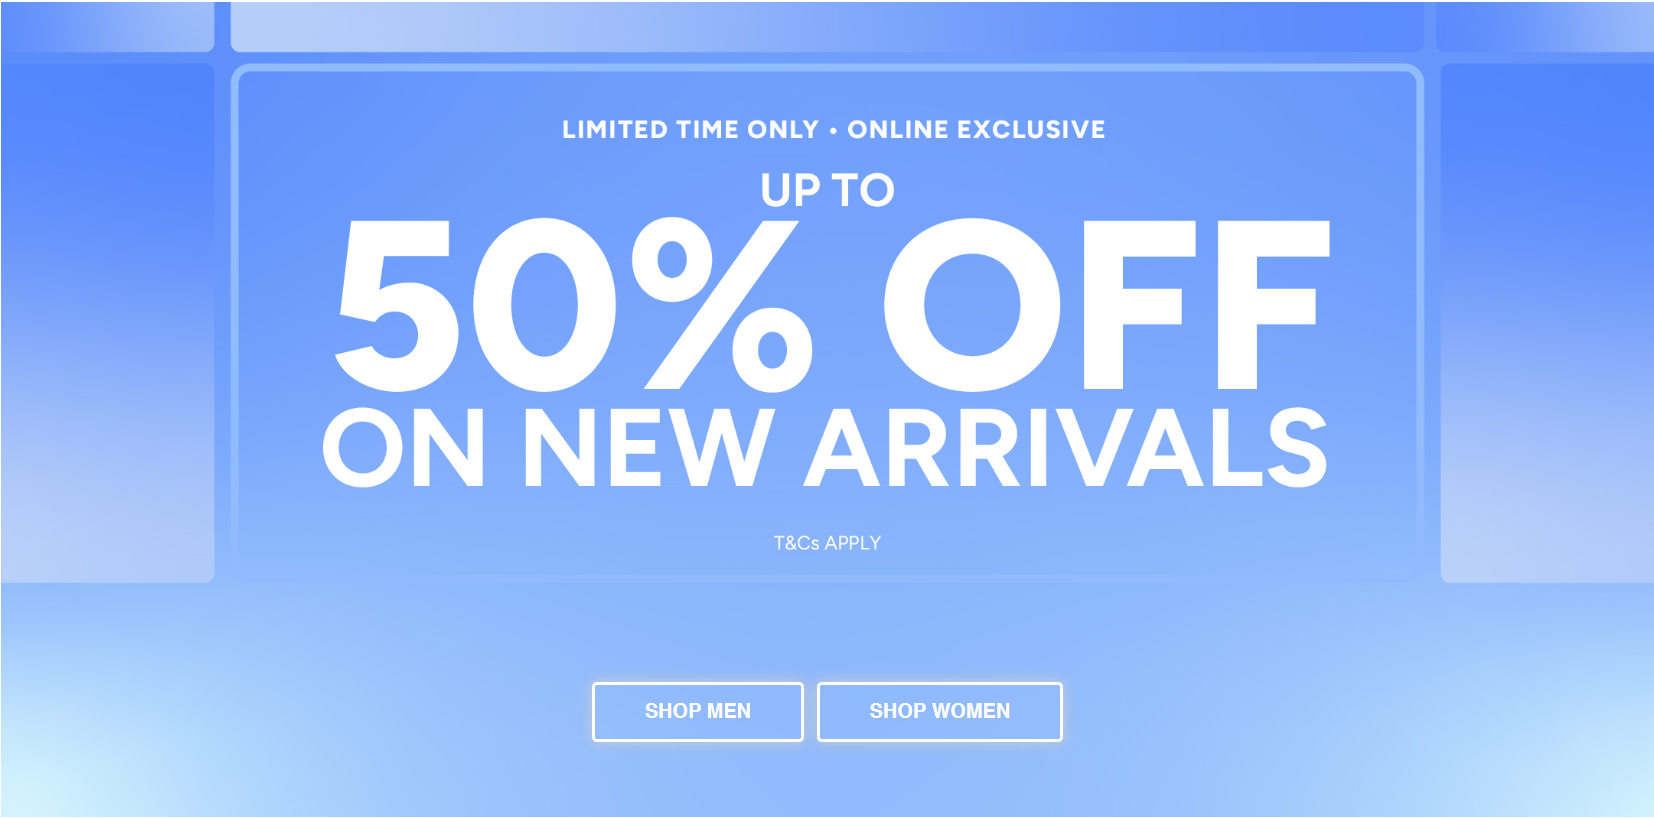 LIMITED TIME ONLY • ONLINE EXCLUSIVE
UP TO
50% OFF
ON NEW ARRIVALS
T&Cs APPLY
SHOP MEN
SHOP WOMEN